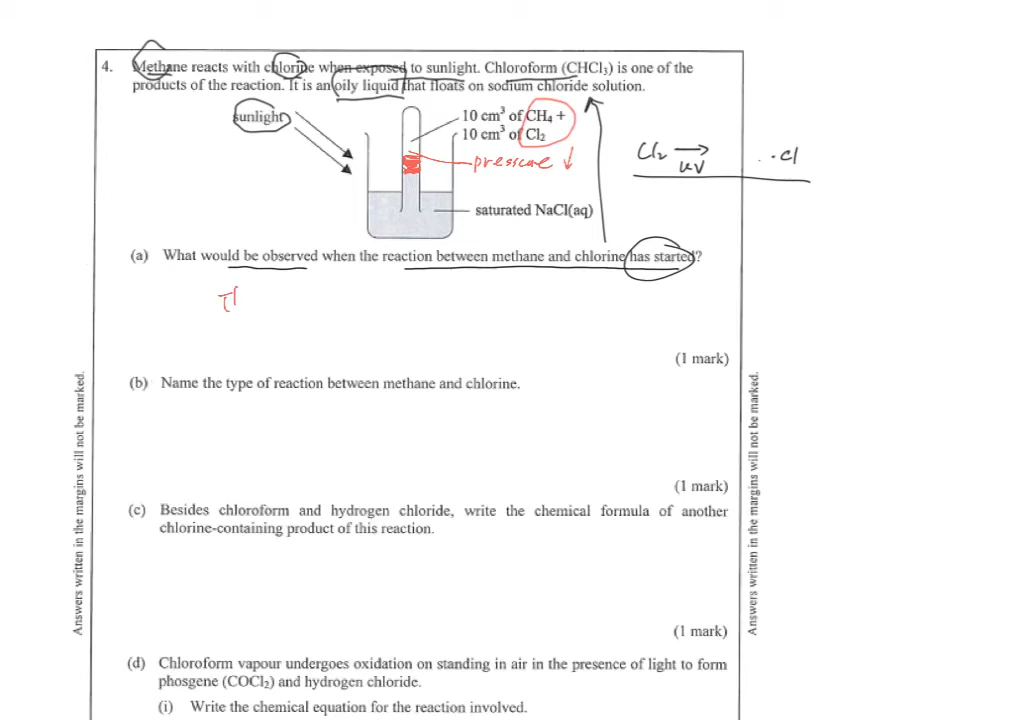 4. Methane reacts with chlorine when exposed to sunlight. Chloroform (CHCl₃) is one of the
products of the reaction. It is an oily liquid that floats on sodium chloride solution.
sunlight
10 cm³ of CH₄ +
10 cm³ of Cl₂
pressure ↓
Cl₂ → ·Cl
uv
saturated NaCl(aq)
(a) What would be observed when the reaction between methane and chlorine has started?
(1 mark)
(b) Name the type of reaction between methane and chlorine.
(1 mark)
(c) Besides chloroform and hydrogen chloride, write the chemical formula of another
chlorine-containing product of this reaction.
(1 mark)
(d) Chloroform vapour undergoes oxidation on standing in air in the presence of light to form
phosgene (COCl₂) and hydrogen chloride.
(i) Write the chemical equation for the reaction involved.
Answers written in the margins will not be marked.
Answers written in the margins will not be marked.